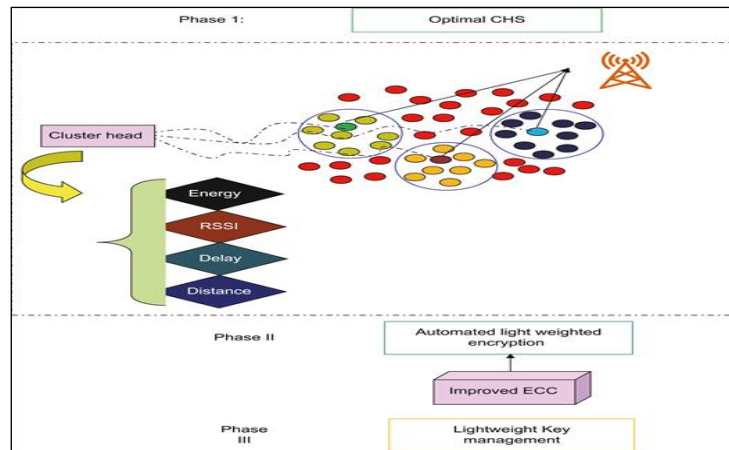 Phase 1:
Optimal CHS
Cluster head
Energy
RSSI
Delay
Distance
Phase II
Automated light weighted
encryption
Improved ECC
Phase
III
Lightweight Key
management